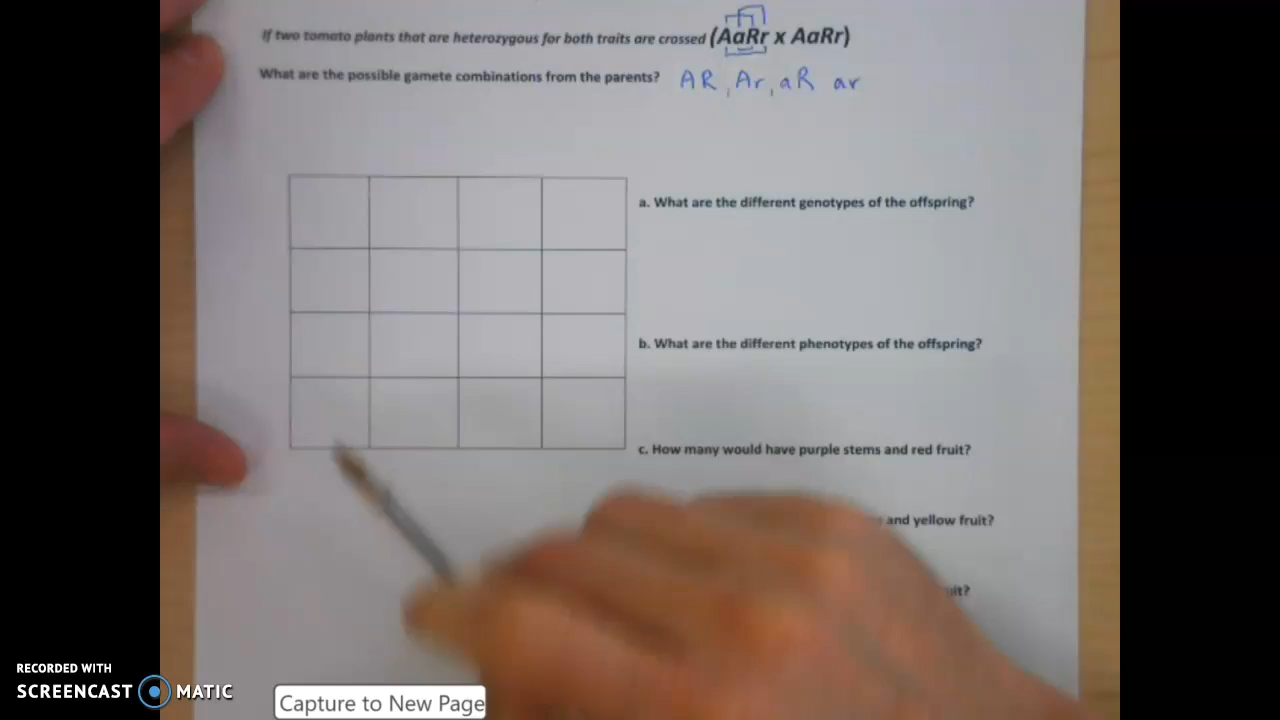 If two tomato plants that are heterozygous for both traits are crossed (AaRr x AaRr)
What are the possible gamete combinations from the parents? AR, Ar, aR ar
a. What are the different genotypes of the offspring?
b. What are the different phenotypes of the offspring?
c. How many would have purple stems and red fruit?
and yellow fruit?
RECORDED WITH
SCREENCAST MATIC
Capture to New Page